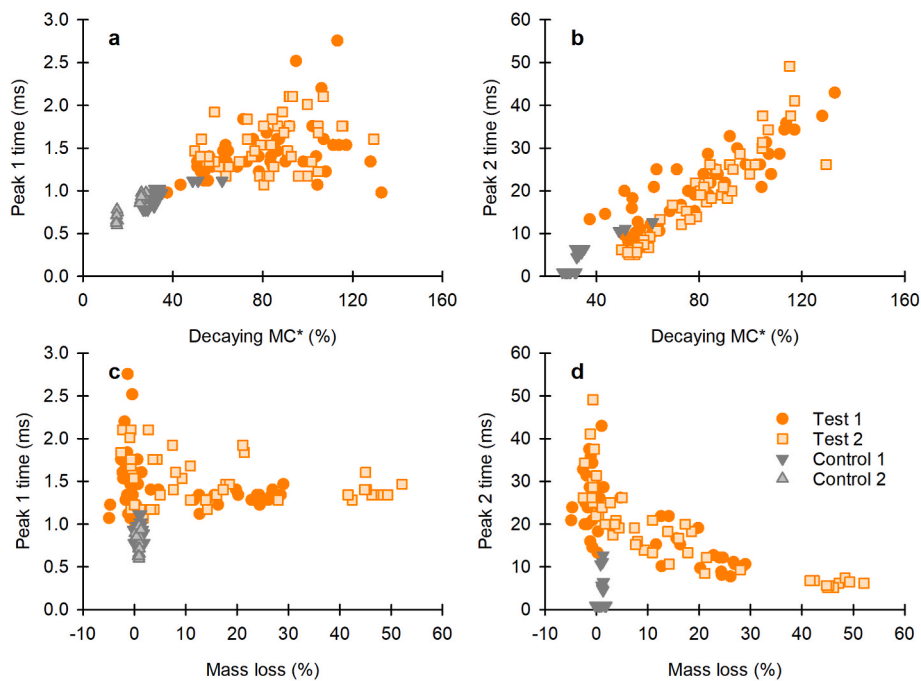 a
Peak 1 time (ms)
3.0
2.5
2.0
1.5
1.0
0.5
0.0
0 40 80 120 160
Decaying MC* (%)
b
Peak 2 time (ms)
60
50
40
30
20
10
0
20 60 100 140
Decaying MC* (%)
c
Peak 1 time (ms)
3.0
2.5
2.0
1.5
1.0
0.5
0.0
-10 0 10 20 30 40 50 60
Mass loss (%)
d
Peak 2 time (ms)
60
50
40
30
20
10
0
-10 0 10 20 30 40 50 60
Mass loss (%)
Test 1
Test 2
Control 1
Control 2